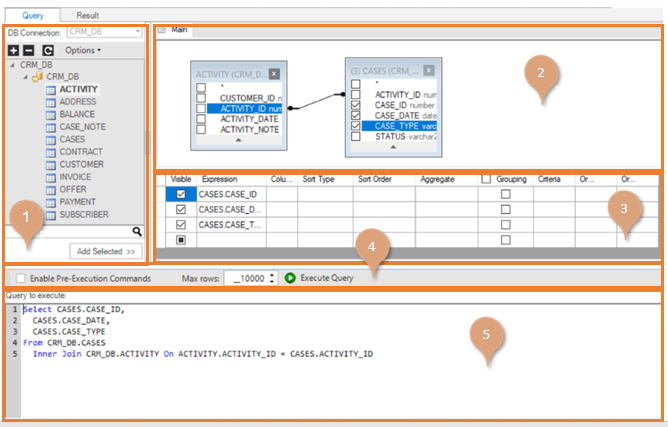 Query Result
DB Connection: CRM_DB
Options
CRM_DB
CRM_DB
ACTIVITY
ADDRESS
BALANCE
CASE_NOTE
CASES
CONTRACT
CUSTOMER
INVOICE
OFFER
PAYMENT
SUBSCRIBER
1
Add Selected >>
Main
ACTIVITY (CRM_D...
*
CUSTOMER_ID n
ACTIVITY_ID num
ACTIVITY_DATE
ACTIVITY_NOTE
(3) CASES (CRM_...
*
ACTIVITY_ID num
CASE_ID number
CASE_DATE date
CASE_TYPE varc
STATUS varchar2
2
Visible Expression Colu... Sort Type Sort Order Aggregate Grouping Criteria Or... Or...
CASES.CASE_ID
CASES.CASE_D...
CASES.CASE_T...
3
4
Enable Pre-Execution Commands Max rows: __10000 Execute Query
Query to execute:
1 Select CASES.CASE_ID,
2 CASES.CASE_DATE,
3 CASES.CASE_TYPE
4 From CRM_DB.CASES
5 Inner Join CRM_DB.ACTIVITY On ACTIVITY.ACTIVITY_ID = CASES.ACTIVITY_ID
5